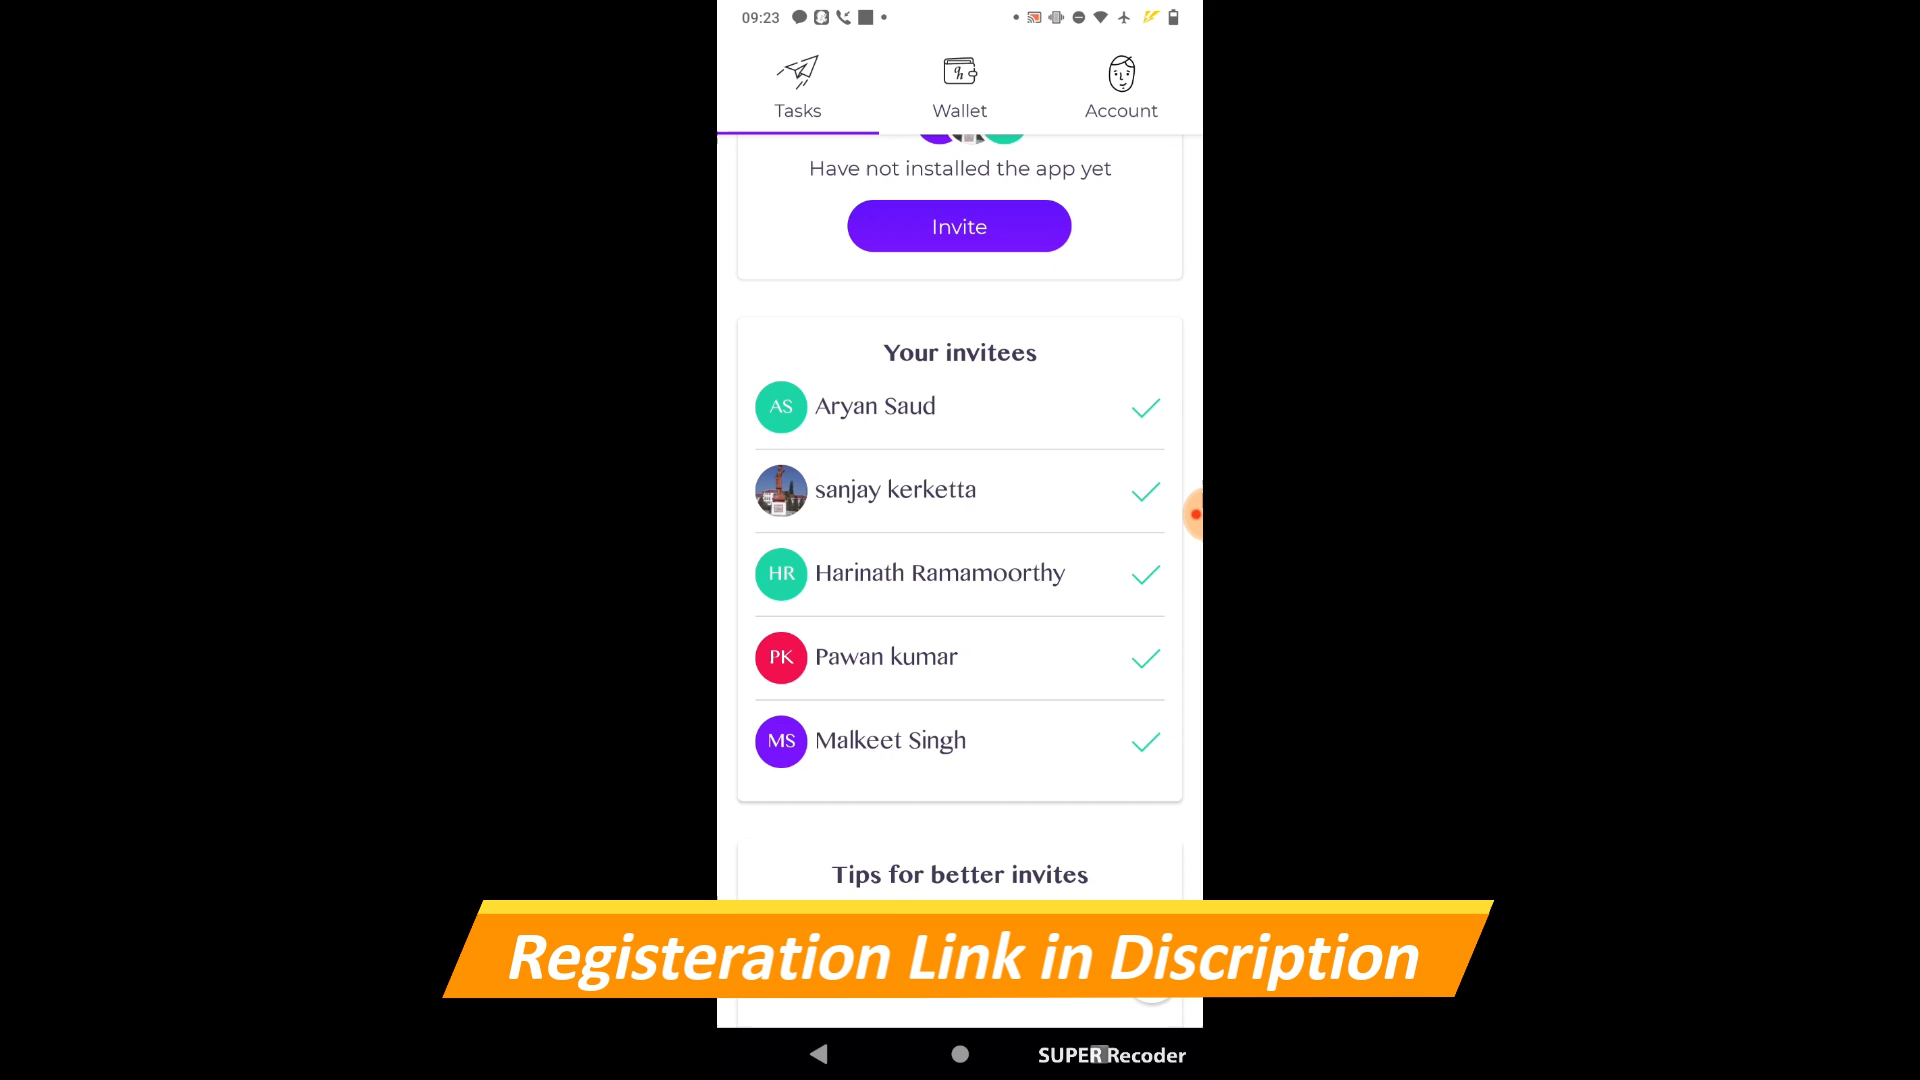 09:23
Tasks
Wallet
Account
Have not installed the app yet
Invite
Your invitees
AS Aryan Saud
sanjay kerketta
HR Harinath Ramamoorthy
PK Pawan kumar
MS Malkeet Singh
Tips for better invites
Registeration Link in Discription
SUPER Recoder